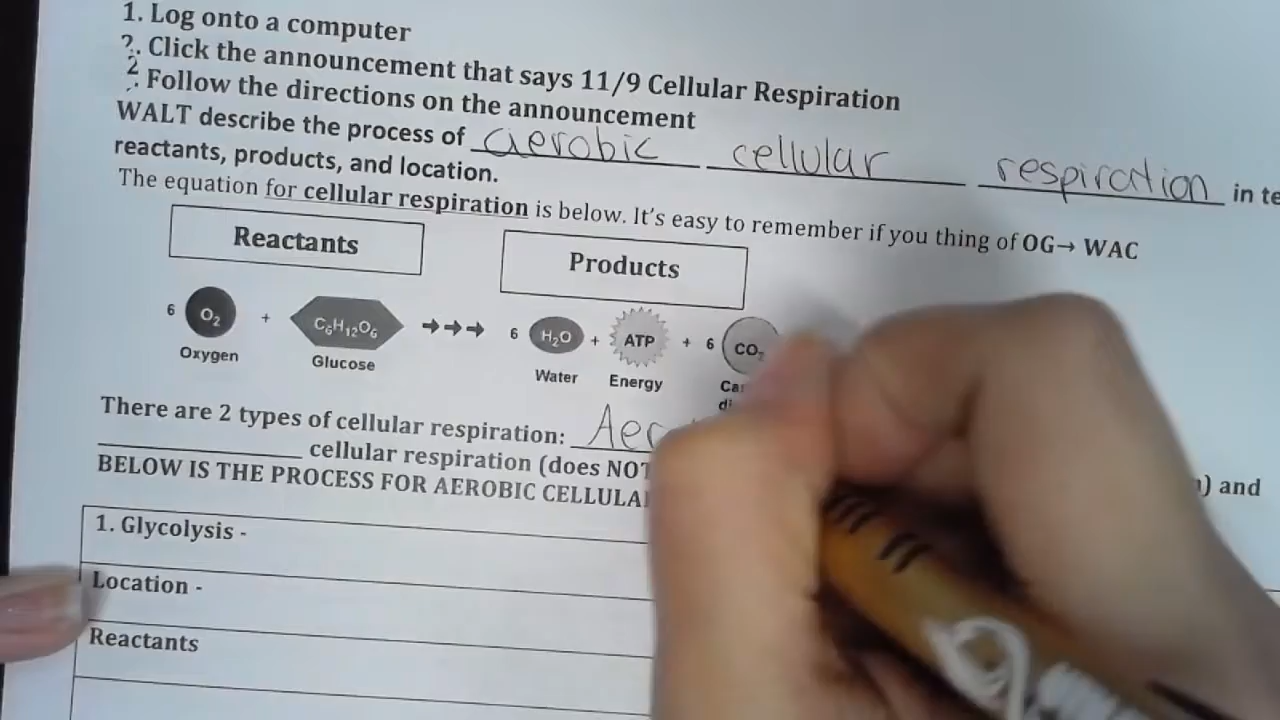 1. Log onto a computer
2. Click the announcement that says 11/9 Cellular Respiration
. Follow the directions on the announcement
WALT describe the process of aerobic cellular respiration in te
reactants, products, and location.
The equation for cellular respiration is below. It's easy to remember if you thing of OG→ WAC
Reactants Products
6 O2 + C6H12O6 →→→ 6 H2O + ATP + 6 CO2
Oxygen Glucose Water Energy
There are 2 types of cellular respiration: Aer
cellular respiration (does NOT ) and
BELOW IS THE PROCESS FOR AEROBIC CELLULAR
1. Glycolysis -
Location -
Reactants